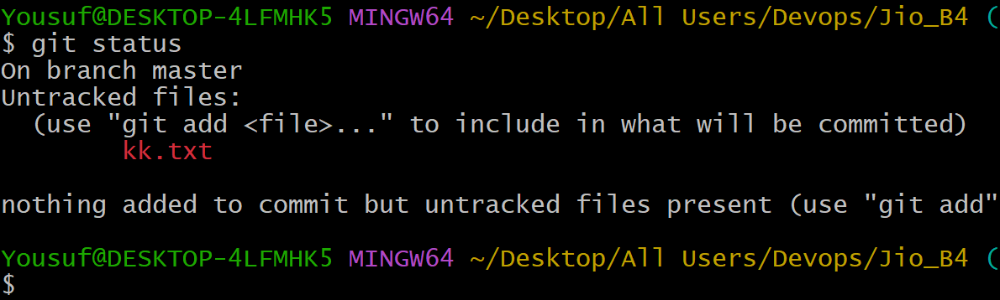 Yousuf@DESKTOP-4LFMHK5 MINGW64 ~/Desktop/All Users/Devops/Jio_B4 (
$ git status
On branch master
Untracked files:
  (use "git add <file>..." to include in what will be committed)
        kk.txt

nothing added to commit but untracked files present (use "git add"

Yousuf@DESKTOP-4LFMHK5 MINGW64 ~/Desktop/All Users/Devops/Jio_B4 (
$